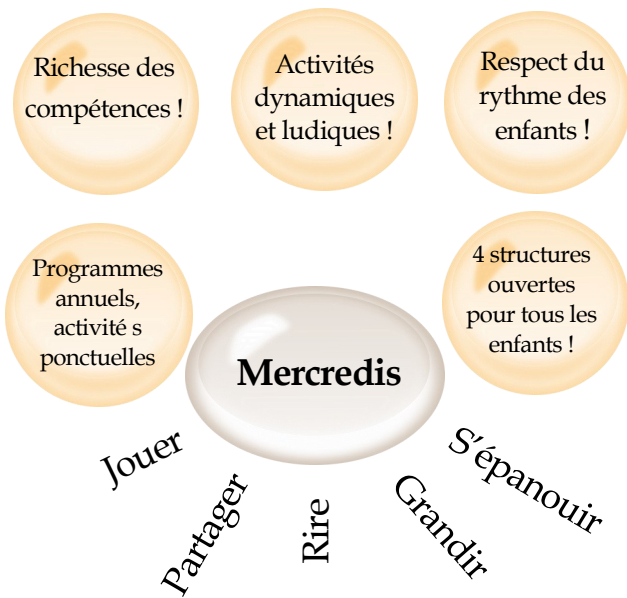 Richesse des
compétences !
Activités
dynamiques
et ludiques !
Respect du
rythme des
enfants !
Programmes
annuels,
activité s
ponctuelles
4 structures
ouvertes
pour tous les
enfants !
Mercredis
Jouer
Partager
Rire
Grandir
S'épanouir